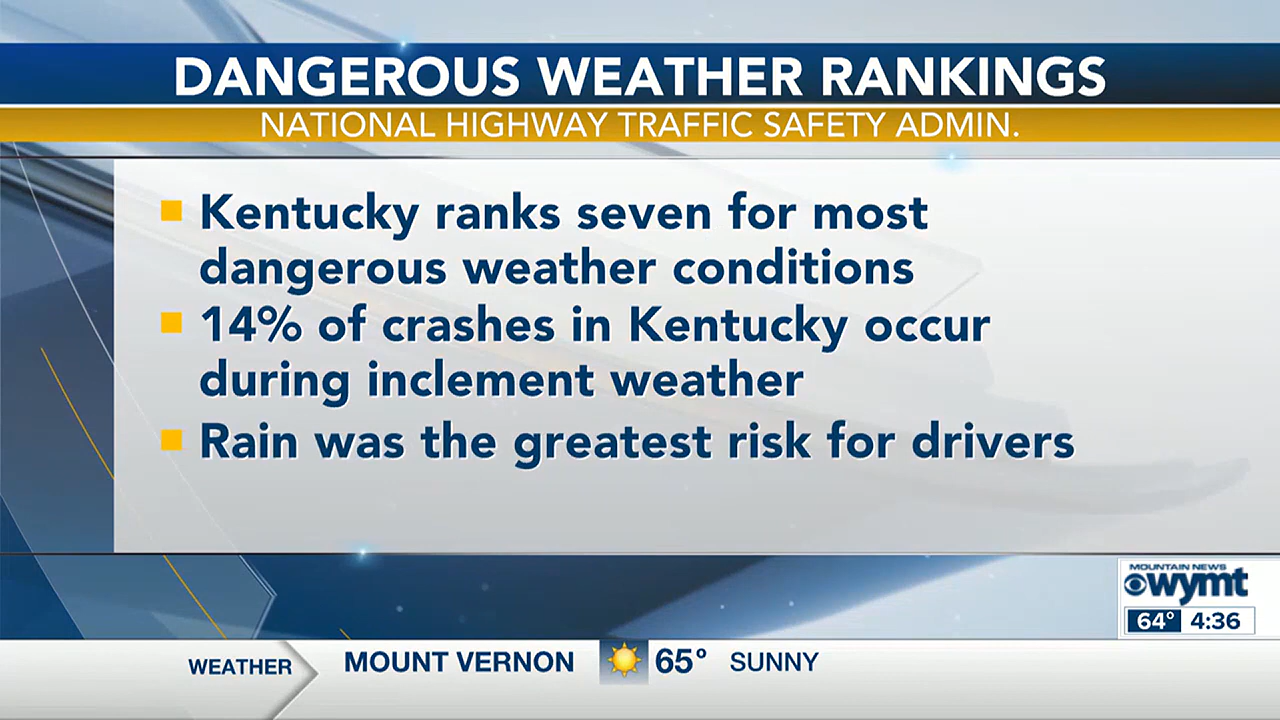 DANGEROUS WEATHER RANKINGS
NATIONAL HIGHWAY TRAFFIC SAFETY ADMIN.
Kentucky ranks seven for most
dangerous weather conditions
14% of crashes in Kentucky occur
during inclement weather
Rain was the greatest risk for drivers
MOUNTAIN NEWS
wymt
64° 4:36
WEATHER MOUNT VERNON 65° SUNNY